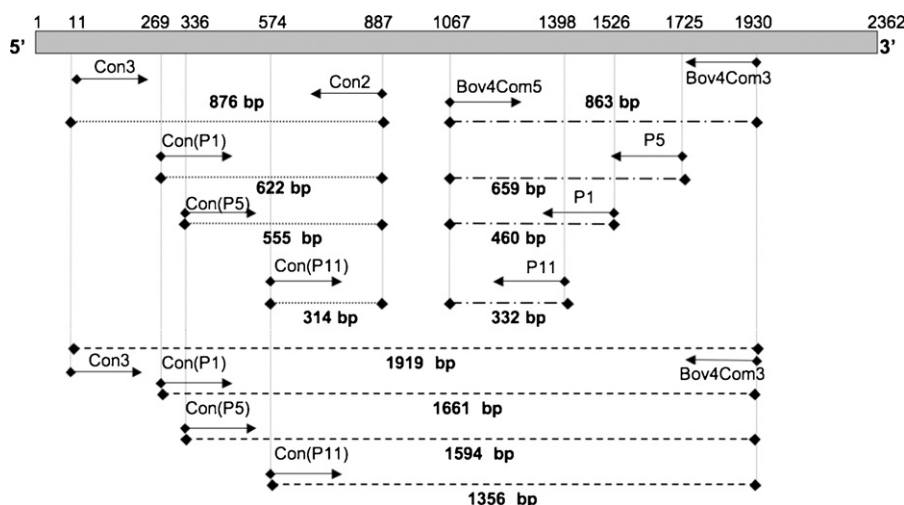 1 11 269 336 574 887 1067 1398 1526 1725 1930 2362
5’ 3’
Con3 Con2 Bov4Com5 Bov4Com3
876 bp 863 bp
Con(P1) P5
622 bp 659 bp
Con(P5) P1
555 bp 460 bp
Con(P11) P11
314 bp 332 bp
1919 bp
Con3 Con(P1) Bov4Com3
1661 bp
Con(P5)
1594 bp
Con(P11)
1356 bp